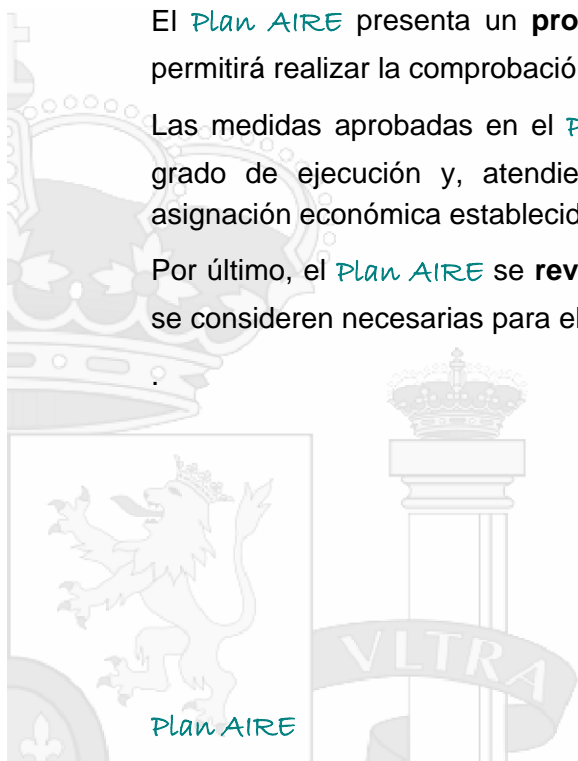 El Plan AIRE presenta un pro
permitirá realizar la comprobació
Las medidas aprobadas en el P
grado de ejecución y, atendie
asignación económica establecid
Por último, el Plan AIRE se rev
se consideren necesarias para el
.
VLTRA
Plan AIRE